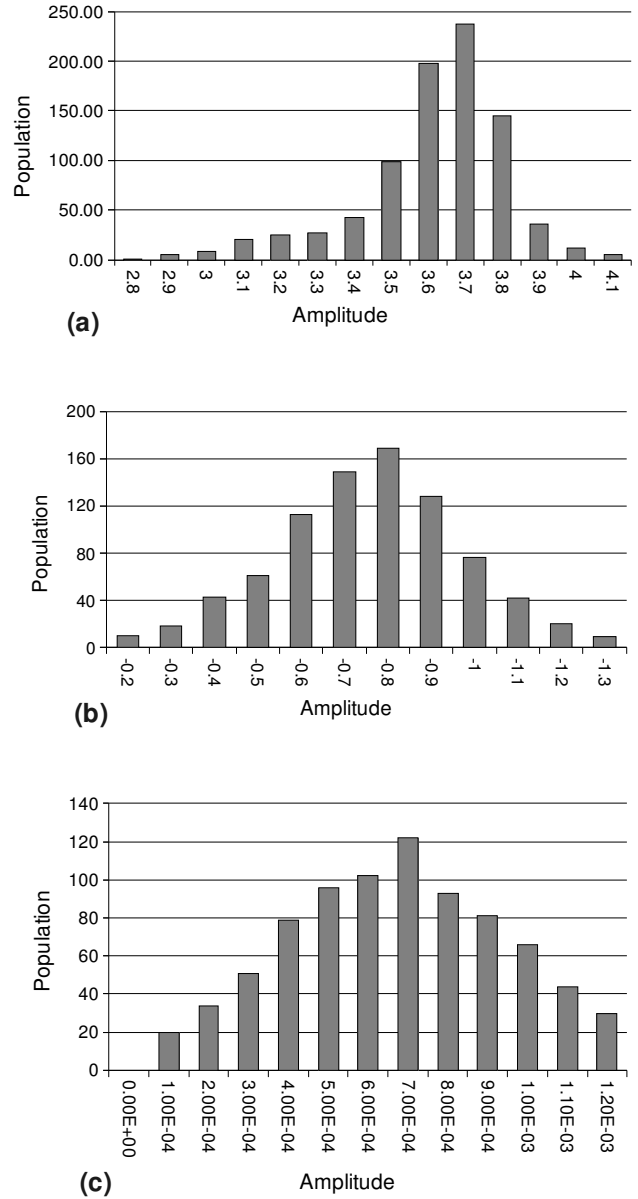 250.00
200.00
150.00
100.00
50.00
0.00
Population
2.8 2.9 3 3.1 3.2 3.3 3.4 3.5 3.6 3.7 3.8 3.9 4 4.1
Amplitude
(a)
200
160
120
80
40
0
Population
-0.2 -0.3 -0.4 -0.5 -0.6 -0.7 -0.8 -0.9 -1 -1.1 -1.2 -1.3
Amplitude
(b)
140
120
100
80
60
40
20
0
Population
0.00E+00 1.00E-04 2.00E-04 3.00E-04 4.00E-04 5.00E-04 6.00E-04 7.00E-04 8.00E-04 9.00E-04 1.00E-03 1.10E-03 1.20E-03
Amplitude
(c)